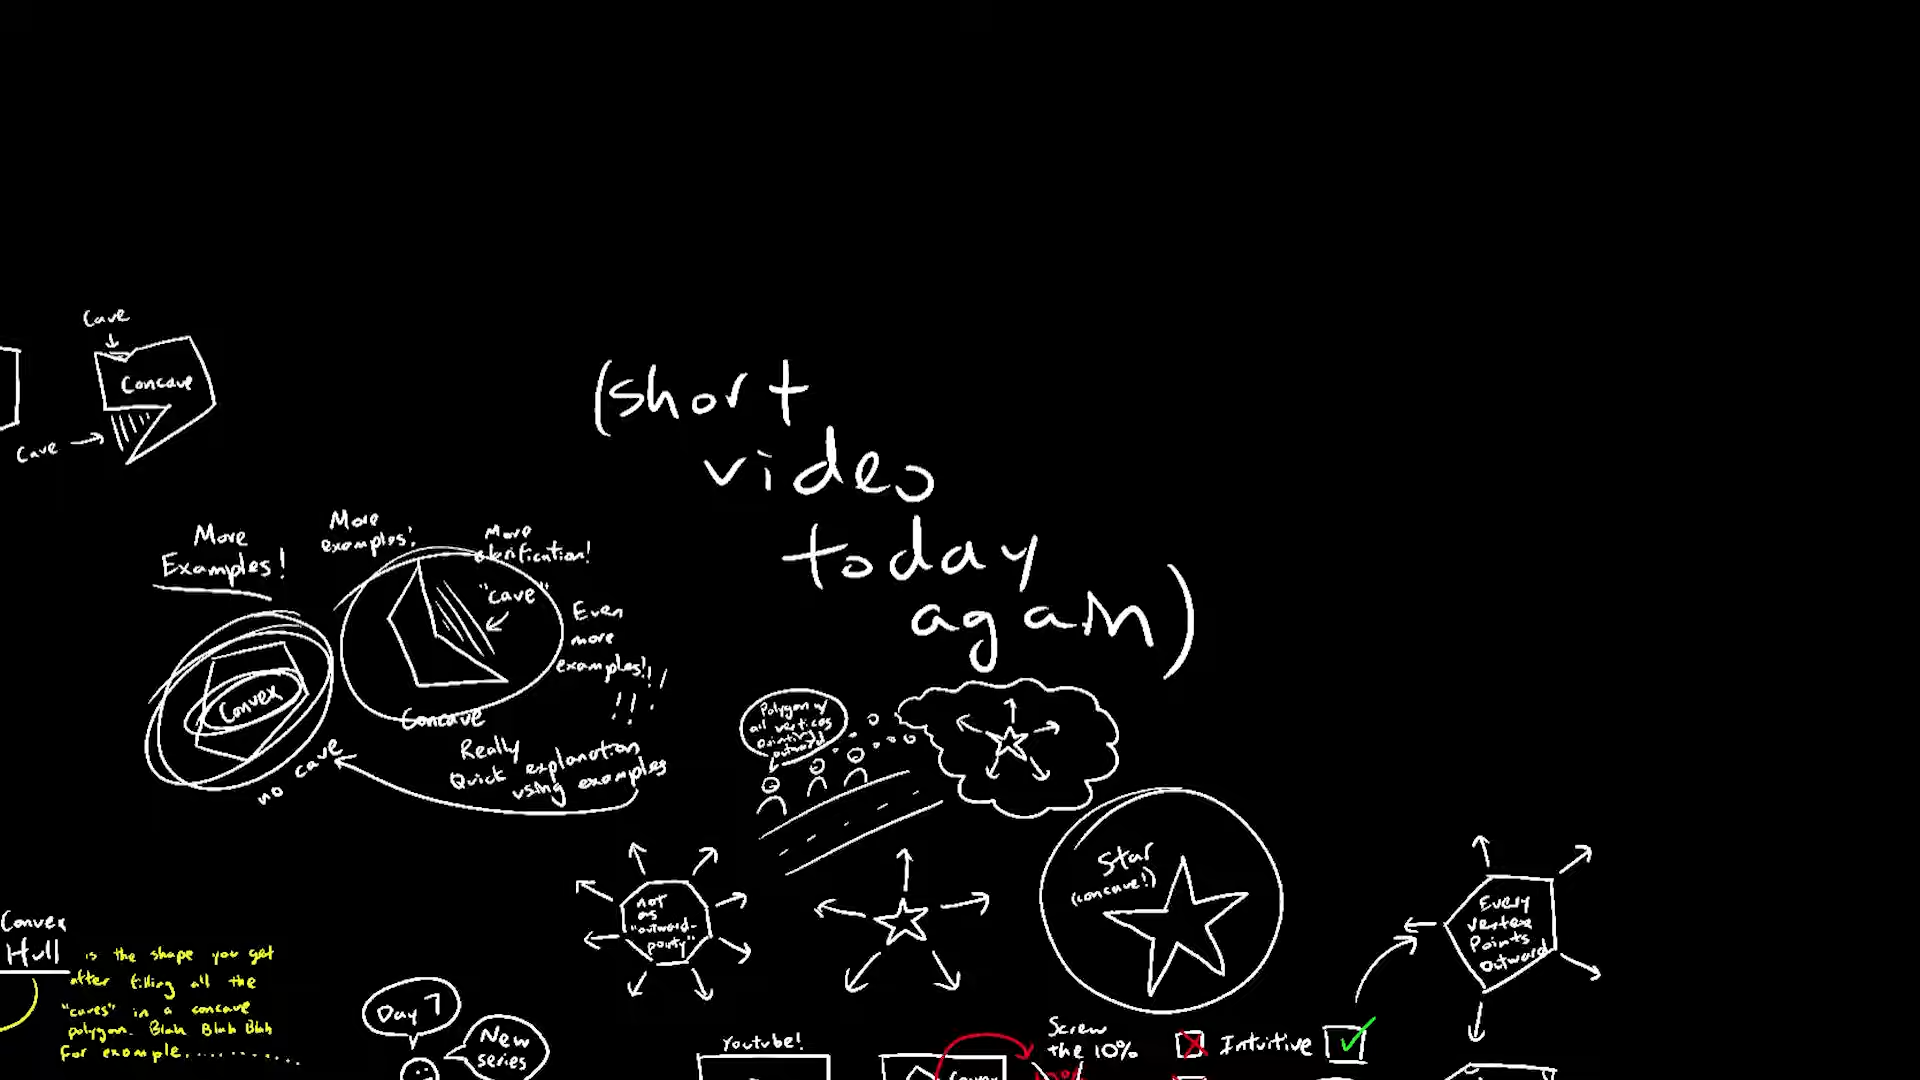 Cave
Concave
Cave
(short
video
today
again)
More
Examples!
More
examples!
More
clarification!
"cave"
Even
more
examples!!!
!!!
Convex
Concave
no cave
Really
Quick explanation
using examples
Polygon w/
all vertices
pointing
outward
Star
(concave!)
not
as
"outward-
pointy"
Every
vertex
Points
Outward
Convex
Hull is the shape you get
after filling all the
"caves" in a concave
polygon. Blah Blah Blah
For example...........
Day 7
New
series
Youtube!
Convex
Screw
the 10%
Intuitive